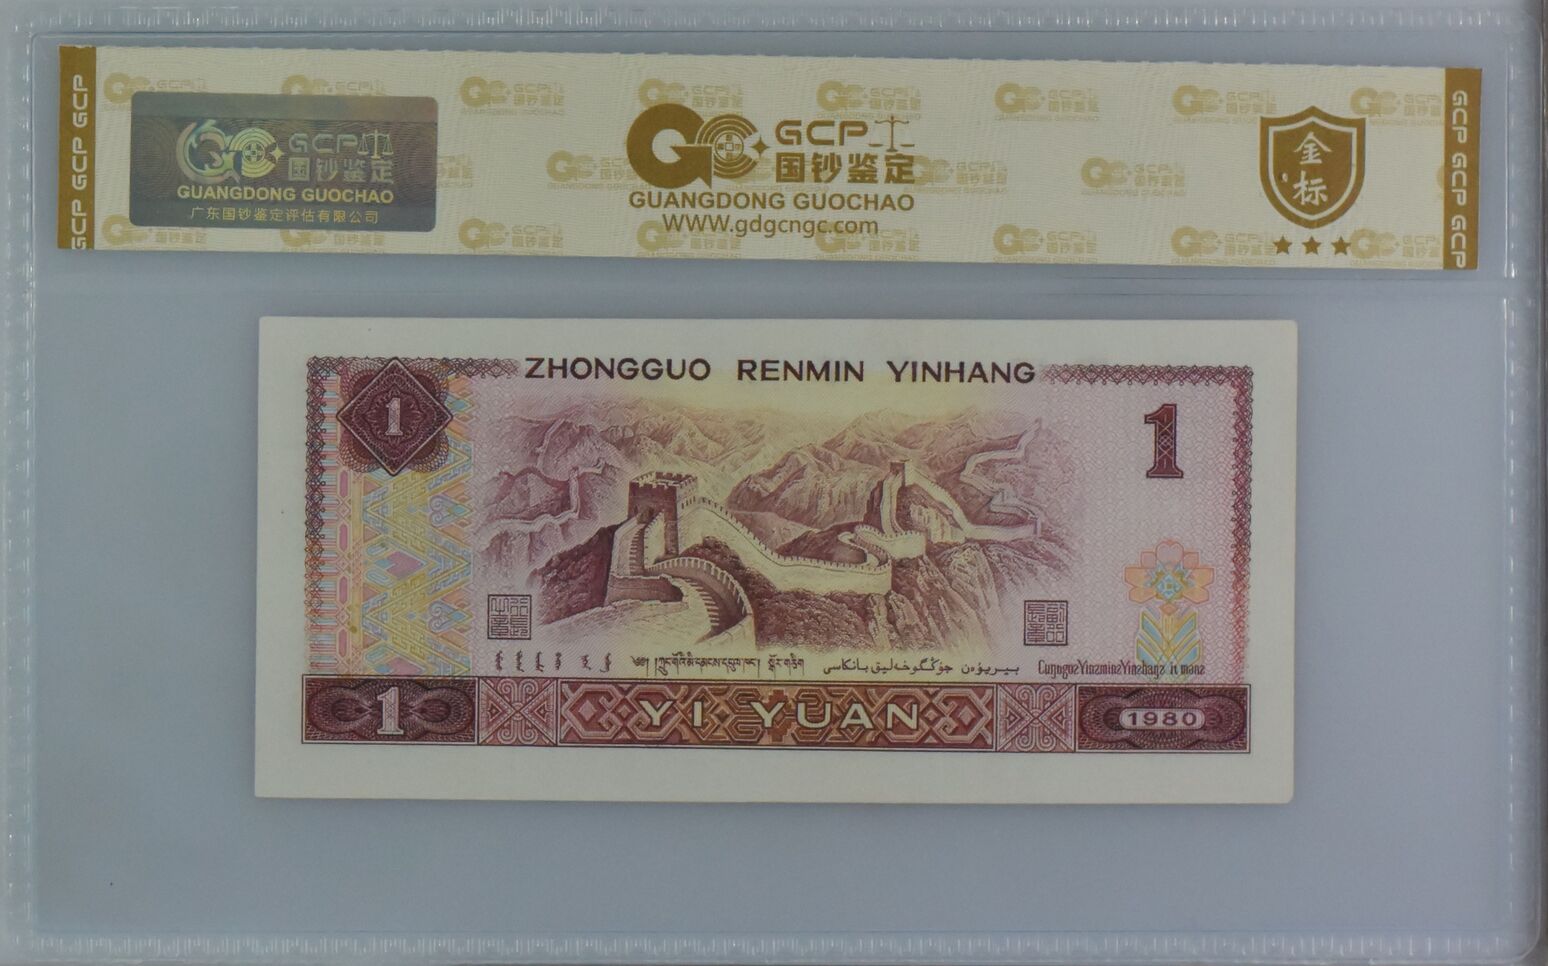 GCP GCP GCP
GCP
国钞鉴定
GUANGDONG GUOCHAO
广东国钞鉴定评估有限公司
GCP
国钞鉴定
GUANGDONG GUOCHAO
WWW.gdgcngc.com
金标
GCP GCP GCP
ZHONGGUO RENMIN YINHANG
1
1
بىيريۋەن جۇڭگوخەلىقبانكاسى
1
YI YUAN
1980